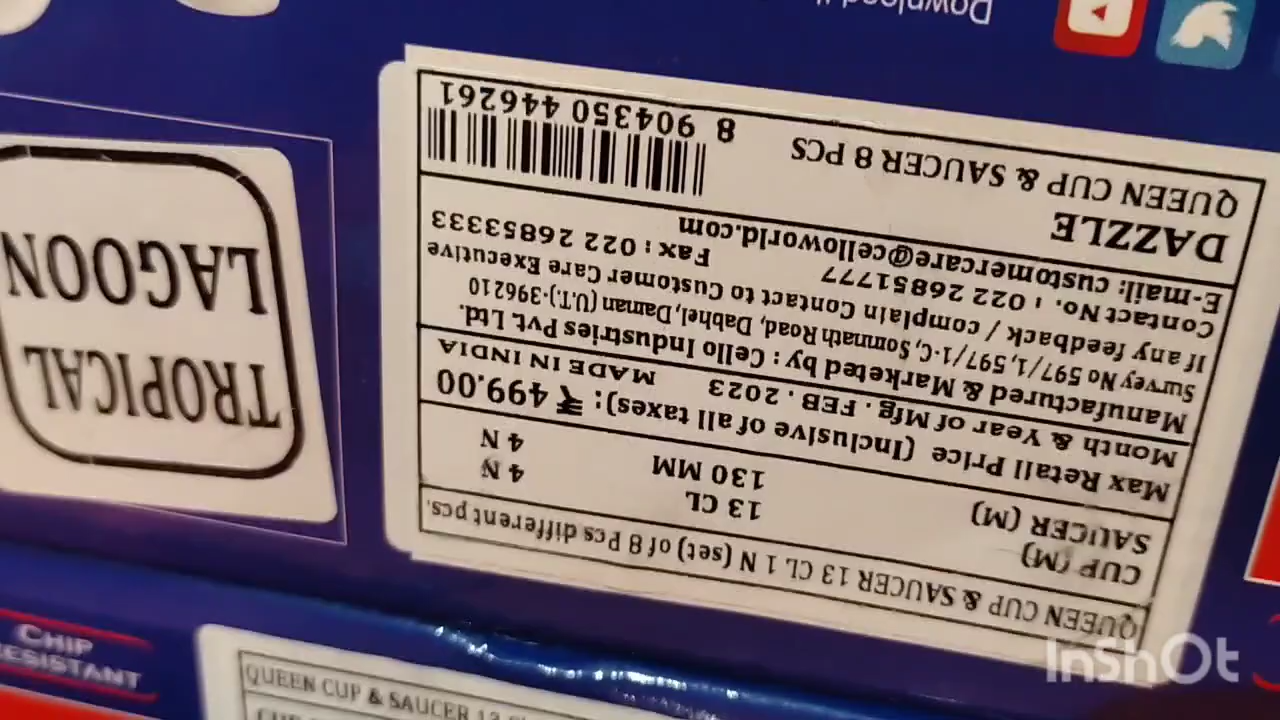 QUEEN CUP & SAUCER 13 CL 1 N (set) of 8 Pcs different pcs.
CUP (M) 13 CL 4 N
SAUCER (M) 130 MM 4 N
Max Retail Price (Inclusive of all taxes): ₹ 499.00
Month & Year of Mfg. FEB. 2023 MADE IN INDIA
Manufactured & Marketed by : Cello Industries Pvt. Ltd.
Survey No 597/1, 597/1-C, Somnath Road, Dabhel, Daman (U.T.)-396210
If any feedback / complain Contact to Customer Care Executive
Contact No. : 022 26851777 Fax : 022 26853333
E-mail: customercare@celloworld.com
DAZZLE
QUEEN CUP & SAUCER 8 PCS
8 904350 446261
TROPICAL
LAGOON
Download
CHIP
RESISTANT
QUEEN CUP & SAUCER 13
InShOt